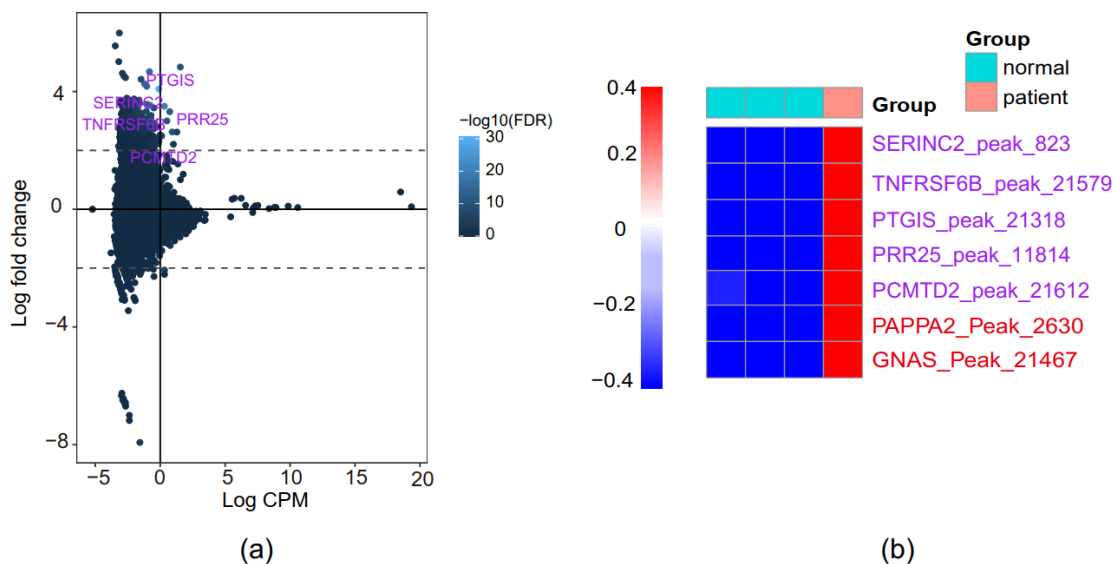 Log fold change
4
0
−4
−8
−5
0
5
10
15
20
Log CPM
PTGIS
SERINC2
TNFRSF6B
PRR25
PCMTD2
−log10(FDR)
30
20
10
0
(a)
Group
normal
patient
0.4
0.2
0
−0.2
−0.4
Group
SERINC2_peak_823
TNFRSF6B_peak_21579
PTGIS_peak_21318
PRR25_peak_11814
PCMTD2_peak_21612
PAPPA2_Peak_2630
GNAS_Peak_21467
(b)